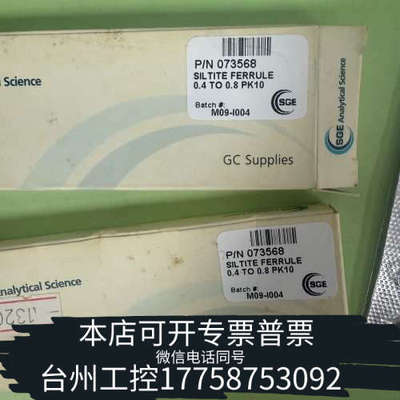 P/N 073568
SILTITE FERRULE
0.4 TO 0.8 PK10
Batch #:
M09-I004
SGE
Analytical Science
GC Supplies
SGE
Analytical Science
P/N 073568
SILTITE FERRULE
0.4 TO 0.8 PK10
Batch #:
M09-I004
SGE
Analytical Science
本店可开专票普票
微信电话同号
台州工控17758753092